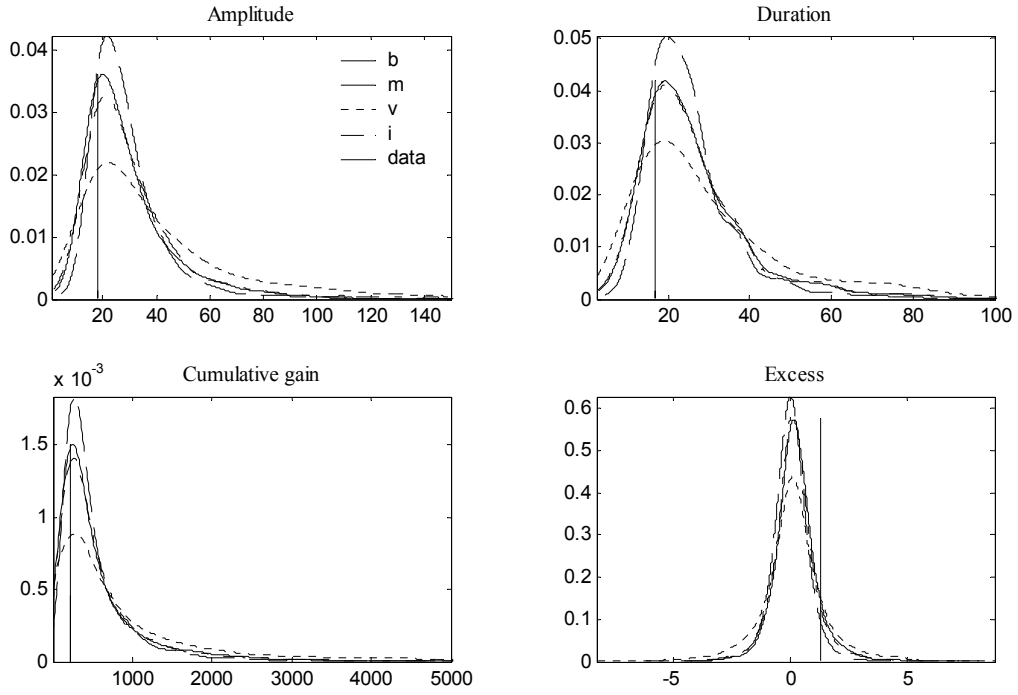 Amplitude
0.04
0.03
0.02
0.01
0
20 40 60 80 100 120 140
b
m
v
i
data
Duration
0.05
0.04
0.03
0.02
0.01
0
20 40 60 80 100
Cumulative gain
x 10^-3
1.5
1
0.5
0
1000 2000 3000 4000 5000
Excess
0.6
0.5
0.4
0.3
0.2
0.1
0
-5 0 5